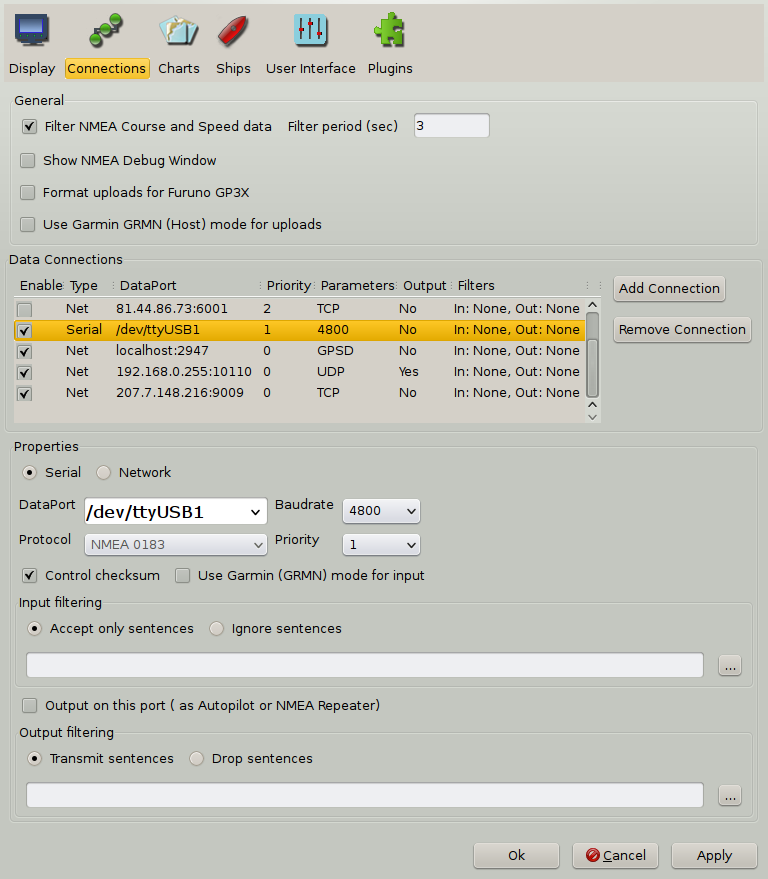 Display Connections Charts Ships User Interface Plugins
General
Filter NMEA Course and Speed data Filter period (sec) 3
Show NMEA Debug Window
Format uploads for Furuno GP3X
Use Garmin GRMN (Host) mode for uploads
Data Connections
Enable Type DataPort Priority Parameters Output Filters
Net 81.44.86.73:6001 2 TCP No In: None, Out: None
Serial /dev/ttyUSB1 1 4800 No In: None, Out: None
Net localhost:2947 0 GPSD No In: None, Out: None
Net 192.168.0.255:10110 0 UDP Yes In: None, Out: None
Net 207.7.148.216:9009 0 TCP No In: None, Out: None
Add Connection
Remove Connection
Properties
Serial Network
DataPort /dev/ttyUSB1 Baudrate 4800
Protocol NMEA 0183 Priority 1
Control checksum Use Garmin (GRMN) mode for input
Input filtering
Accept only sentences Ignore sentences
...
Output on this port ( as Autopilot or NMEA Repeater)
Output filtering
Transmit sentences Drop sentences
...
Ok Cancel Apply